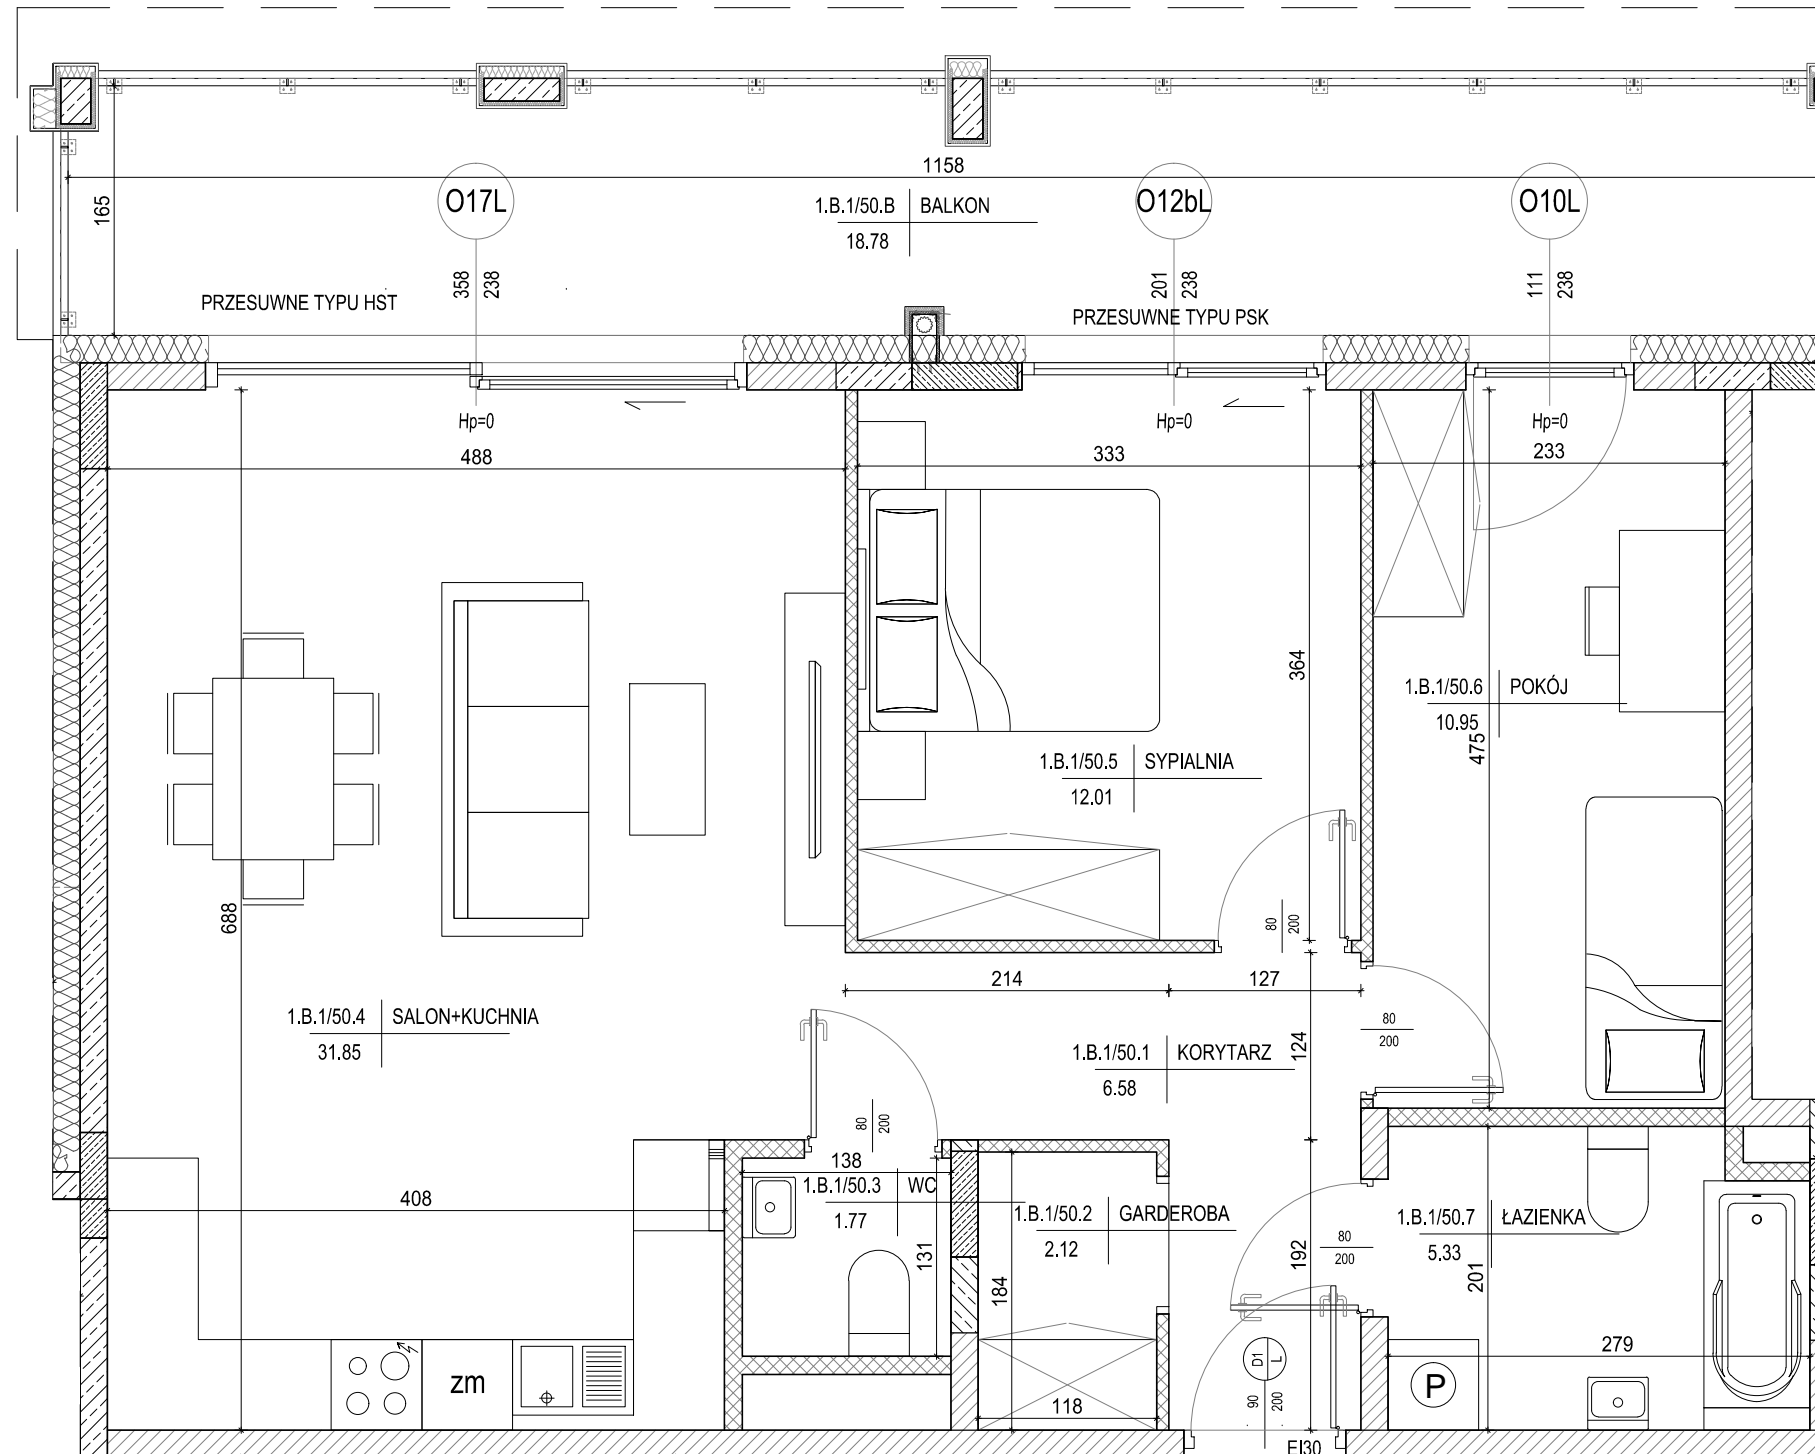 1158
165
O17L
1.B.1/50.B BALKON
18.78
O12bL
O10L
358
238
201
238
111
238
PRZESUWNE TYPU HST
PRZESUWNE TYPU PSK
Hp=0
Hp=0
Hp=0
488
333
233
364
1.B.1/50.6 POKÓJ
10.95
475
1.B.1/50.5 SYPIALNIA
12.01
688
80
200
214
127
1.B.1/50.4 SALON+KUCHNIA
31.85
80
200
124
1.B.1/50.1 KORYTARZ
6.58
80
200
138
1.B.1/50.3 WC
1.77
131
408
1.B.1/50.2 GARDEROBA
2.12
184
192
80
200
1.B.1/50.7 ŁAZIENKA
5.33
201
279
zm
118
D1
L
90
200
P
EI30